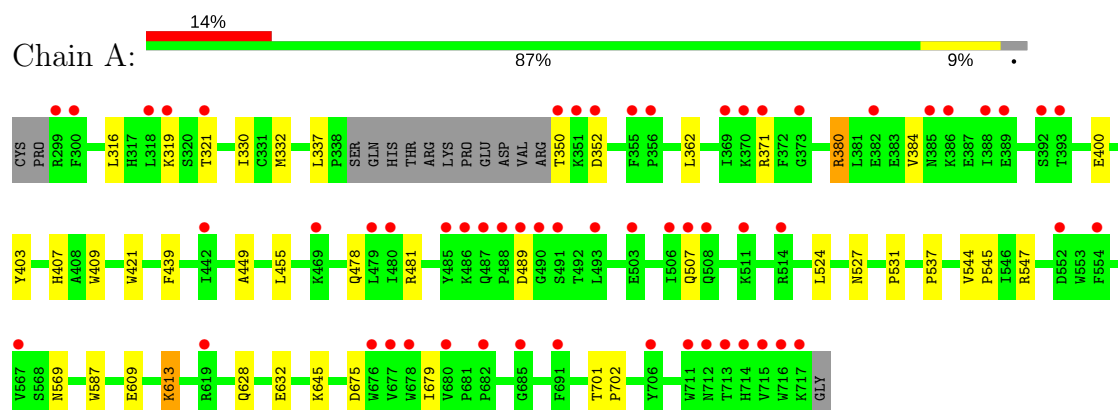 14%
Chain A:
87% 9% •
CYS PRO R299 F300 L316 H317 L318 K319 S320 T321 I330 C331 M332 L337 P338 SER GLN HIS THR ARG LYS PRO GLU ASP VAL ARG T350 K351 D352 F355 P356 L362 I369 K370 R371 F372 G373 R380 L381 E382 E383 V384 N385 K386 E387 I388 E389 S392 T393 E400
Y403 H407 A408 W409 W421 F439 I442 A449 L455 K469 Q478 L479 I480 R481 Y485 K486 Q487 P488 D489 G490 S491 T492 L493 E503 I506 Q507 Q508 K511 R514 L524 N527 P531 P537 V544 P545 I546 R547 D552 W553 F554
V567 S568 N569 W587 E609 K613 R619 Q628 E632 K645 D675 W676 V677 W678 I679 V680 P681 P682 G685 F691 T701 P702 Y706 W711 N712 T713 H714 V715 W716 K717 GLY